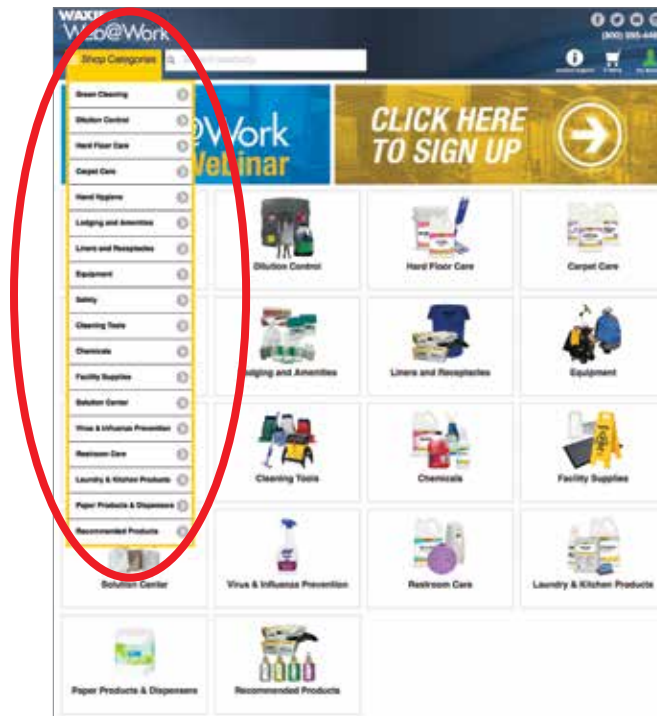 WAXIE
Web@Work
Shop Categories
Green Cleaning
Dilution Control
Hard Floor Care
Carpet Care
Hand Hygiene
Lodging and Amenities
Liners and Receptacles
Equipment
Safety
Cleaning Tools
Chemicals
Facility Supplies
Solution Center
Virus & Influenza Prevention
Restroom Care
Laundry & Kitchen Products
Paper Products & Dispensers
Recommended Products
@Work
Webinar
CLICK HERE
TO SIGN UP
Dilution Control
Hard Floor Care
Carpet Care
Lodging and Amenities
Liners and Receptacles
Equipment
Cleaning Tools
Chemicals
Facility Supplies
Solution Center
Virus & Influenza Prevention
Restroom Care
Laundry & Kitchen Products
Paper Products & Dispensers
Recommended Products